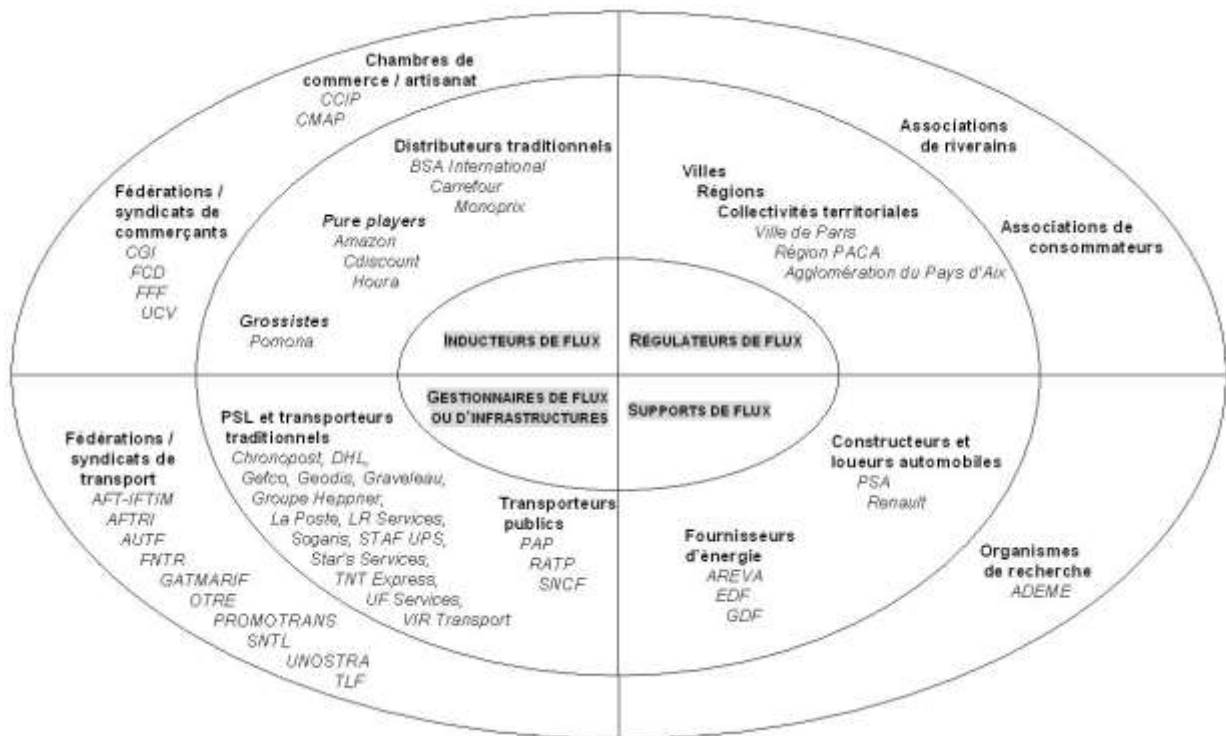 Chambres de
commerce / artisanat
CCIP
CMAP
Distributeurs traditionnels
BSA International
Carrefour
Monoprix
Fédérations /
syndicats de
commerçants
CGI
FCD
FFF
UCV
Pure players
Amazon
Cdiscount
Houra
Grossistes
Pomona
INDUCTEURS DE FLUX
Associations
de riverains
Villes
Régions
Collectivités territoriales
Ville de Paris
Région PACA
Agglomération du Pays d'Aix
Associations de
consommateurs
RÉGULATEURS DE FLUX
GESTIONNAIRES DE FLUX
OU D'INFRASTRUCTURES
PSL et transporteurs
traditionnels
Chronopost, DHL,
Gefco, Geodis, Graveleau,
Groupe Heppner,
La Poste, LR Services,
Sogaris, STAF UPS,
Star's Services,
TNT Express,
UF Services,
VIR Transport
Fédérations /
syndicats de
transport
AFT-IFTIM
AFTRI
AUTF
FNTR
GATMARIF
OTRE
PROMOTRANS
SNTL
UNOSTRA
TLF
Transporteurs
publics
PAP
RATP
SNCF
SUPPORTS DE FLUX
Constructeurs et
loueurs automobiles
PSA
Renault
Fournisseurs
d'ènergie
AREVA
EDF
GDF
Organismes
de recherche
ADEME